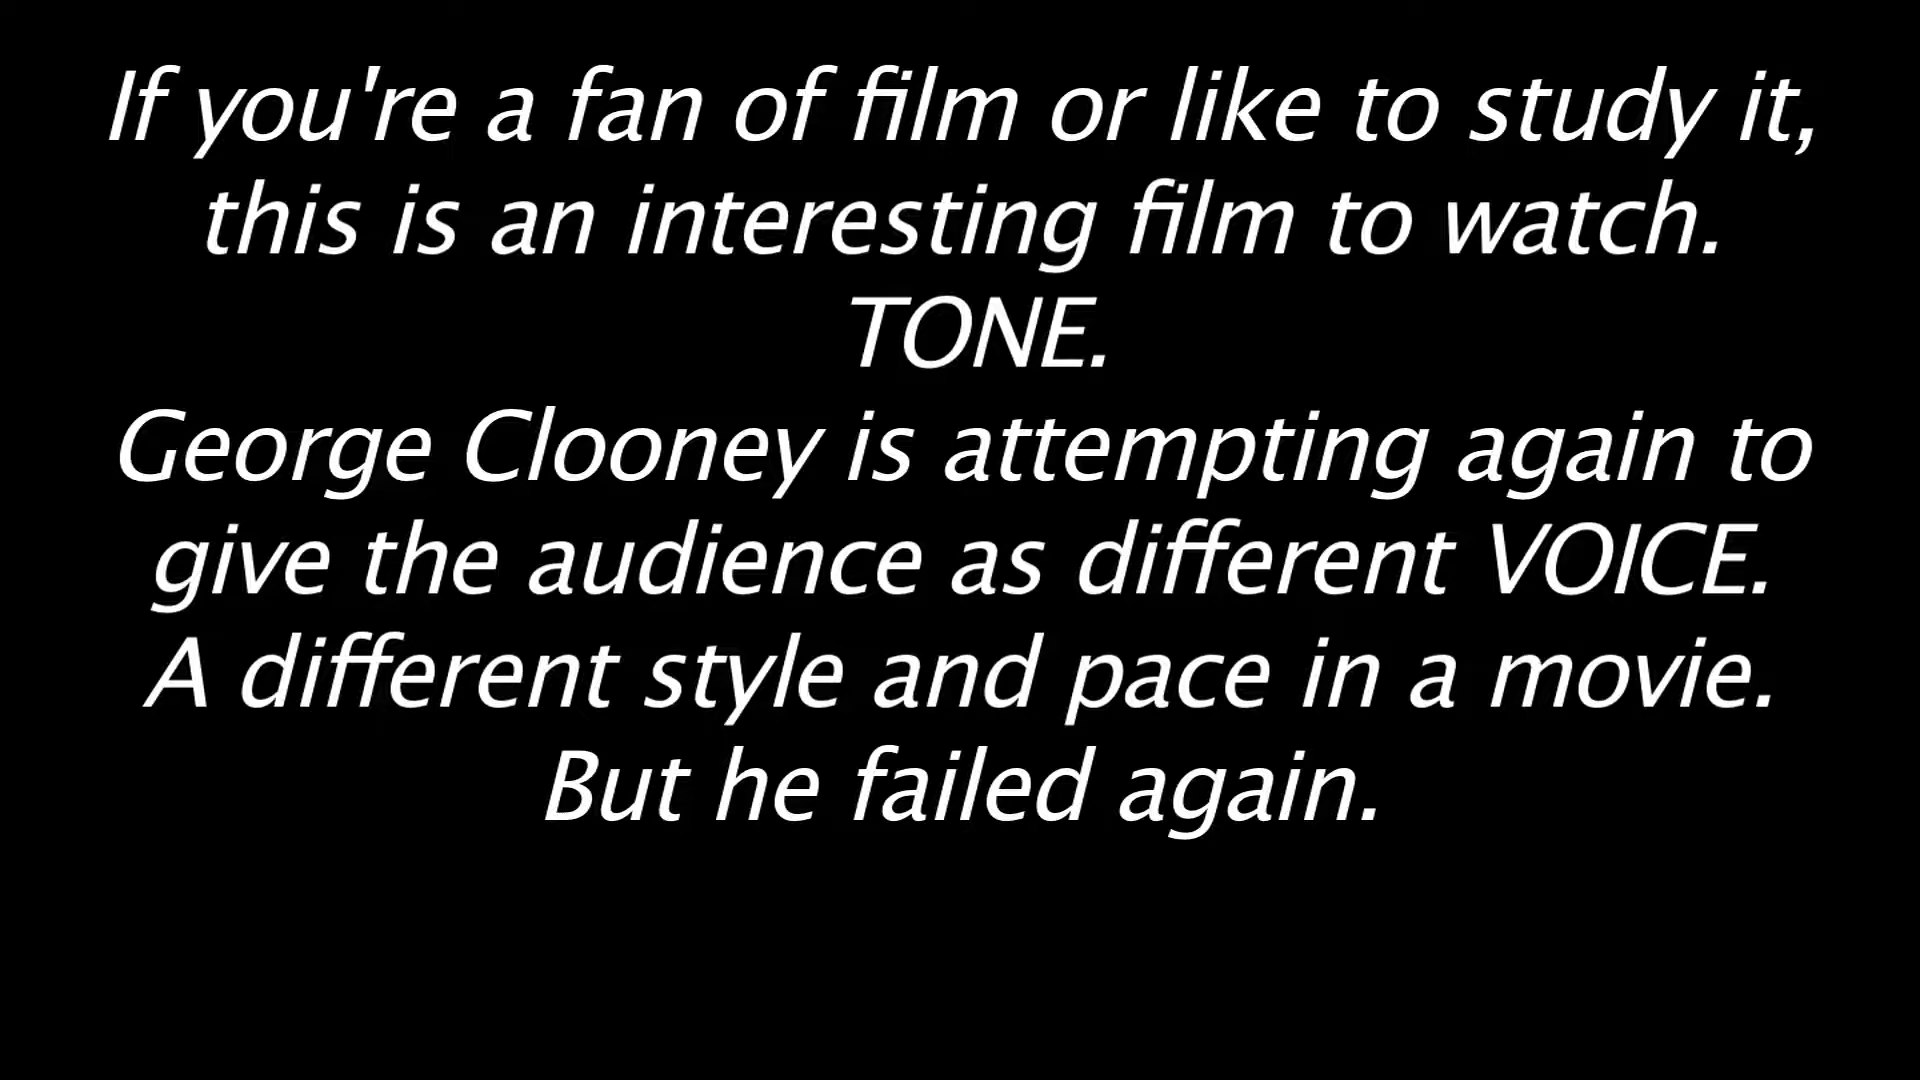 If you're a fan of film or like to study it,
this is an interesting film to watch.
TONE.
George Clooney is attempting again to
give the audience as different VOICE.
A different style and pace in a movie.
But he failed again.